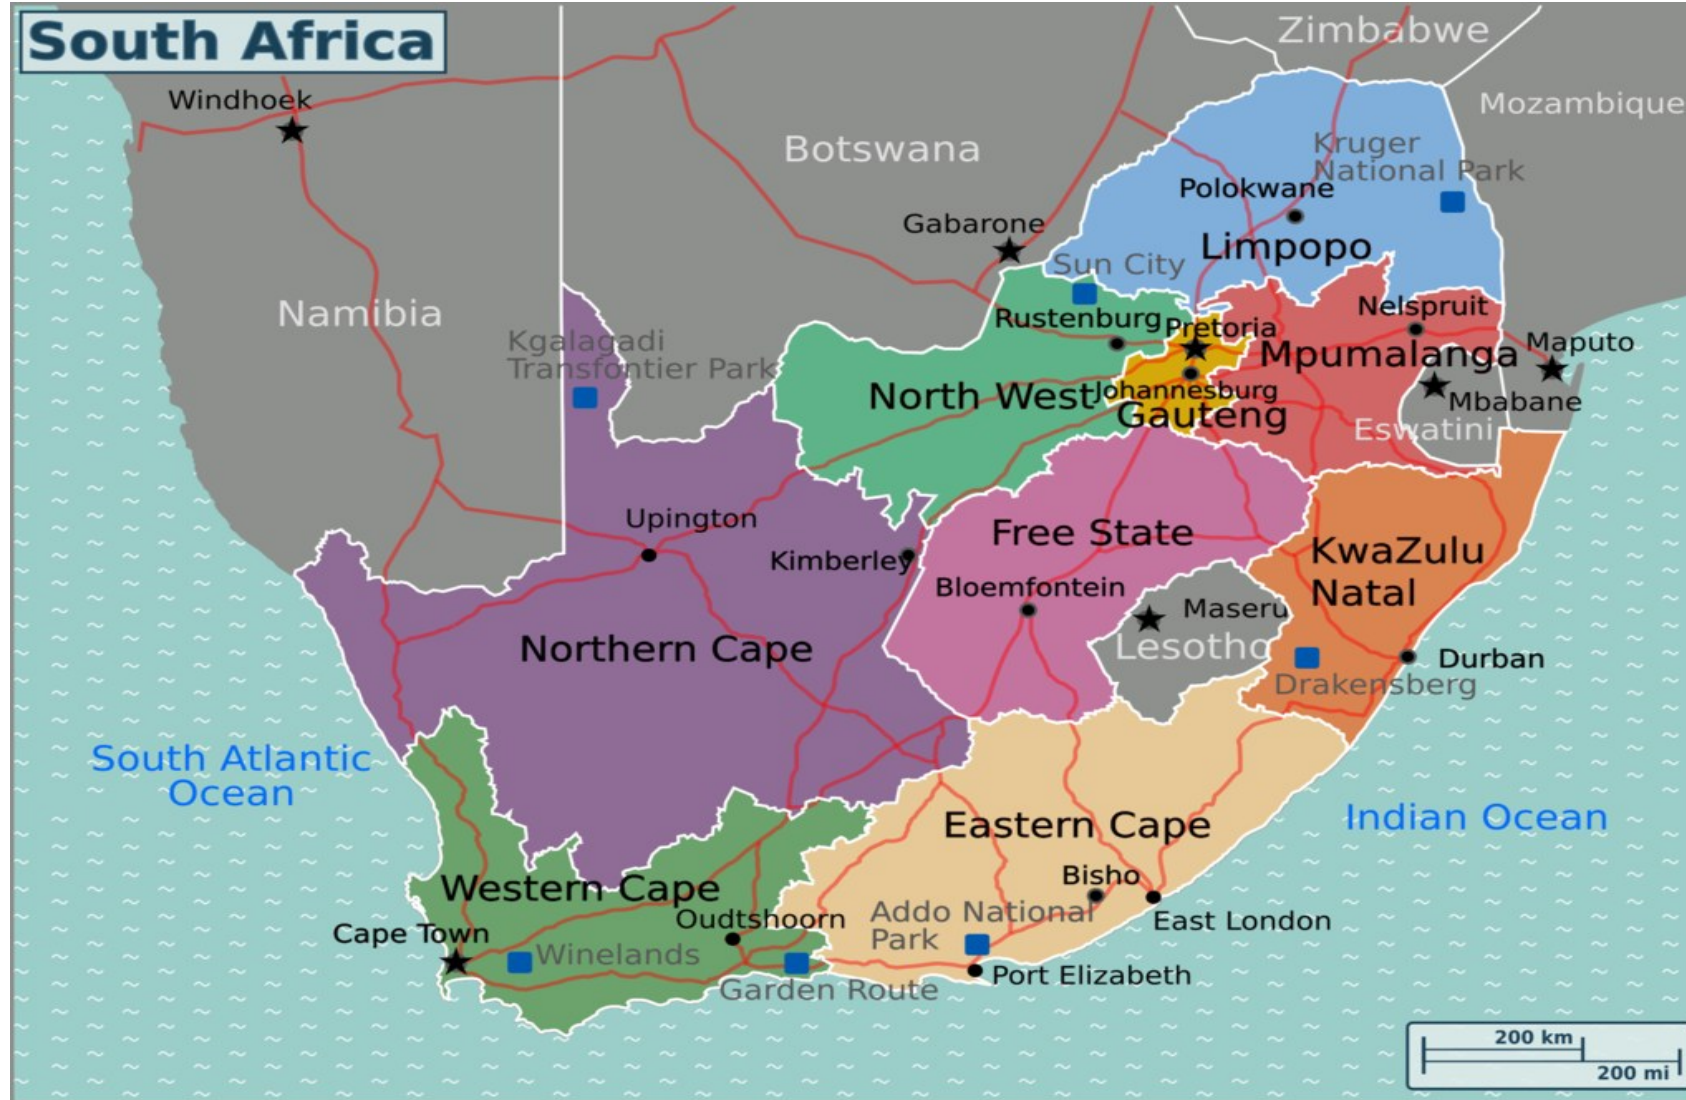 South Africa
Zimbabwe
Windhoek
Mozambique
Botswana
Kruger
National Park
Polokwane
Gabarone
Limpopo
Sun City
Namibia
Nelspruit
Rustenburg
Pretoria
Kgalagadi
Transfontier Park
Maputo
Mpumalanga
North West
Johannesburg
Mbabane
Gauteng
Eswatini
Upington
Free State
KwaZulu
Natal
Kimberley
Bloemfontein
Maseru
Northern Cape
Lesotho
Durban
Drakensberg
South Atlantic
Ocean
Indian Ocean
Eastern Cape
Bisho
Western Cape
Oudtshoorn
Addo National
Park
East London
Cape Town
Winelands
Port Elizabeth
Garden Route
200 km
200 mi